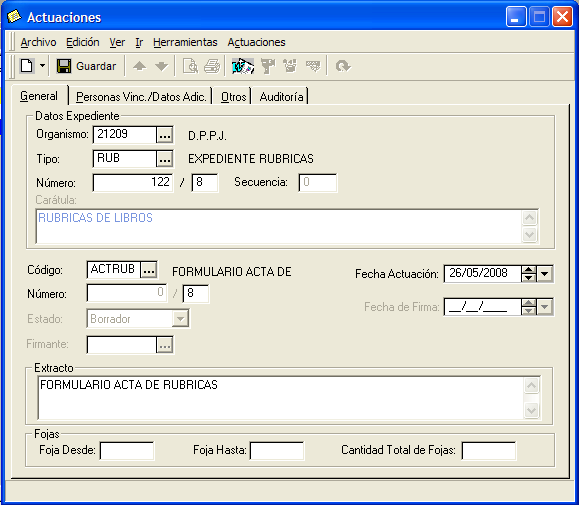 Actuaciones
Archivo Edición Ver Ir Herramientas Actuaciones
Guardar
General Personas Vinc./Datos Adic. Otros Auditoría
Datos Expediente
Organismo: 21209 ... D.P.P.J.
Tipo: RUB ... EXPEDIENTE RUBRICAS
Número: 122 / 8 Secuencia: 0
Carátula:
RUBRICAS DE LIBROS
Código: ACTRUB ... FORMULARIO ACTA DE Fecha Actuación: 26/05/2008
Número: 0 / 8
Fecha de Firma: __/__/____
Estado: Borrador
Firmante: ...
Extracto
FORMULARIO ACTA DE RUBRICAS
Fojas
Foja Desde: Foja Hasta: Cantidad Total de Fojas: